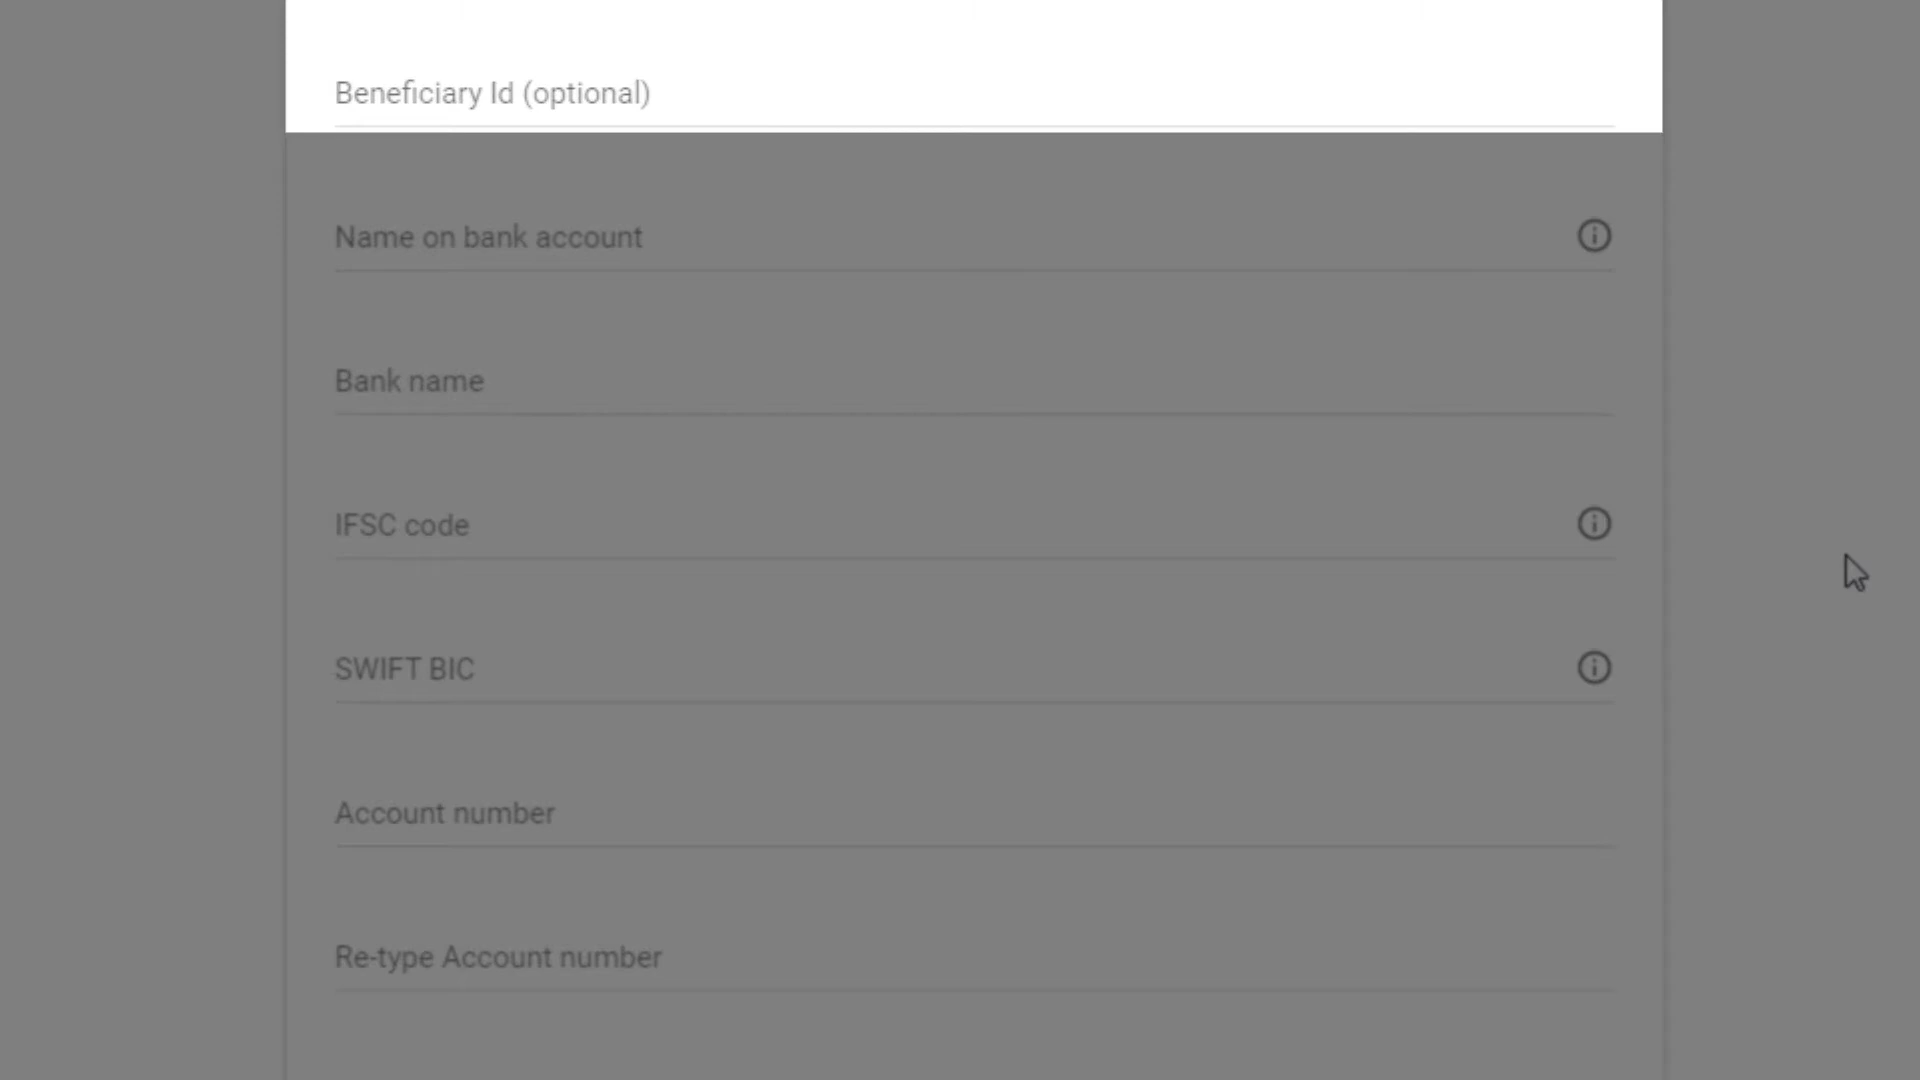 Beneficiary Id (optional)
Name on bank account
Bank name
IFSC code
SWIFT BIC
Account number
Re-type Account number